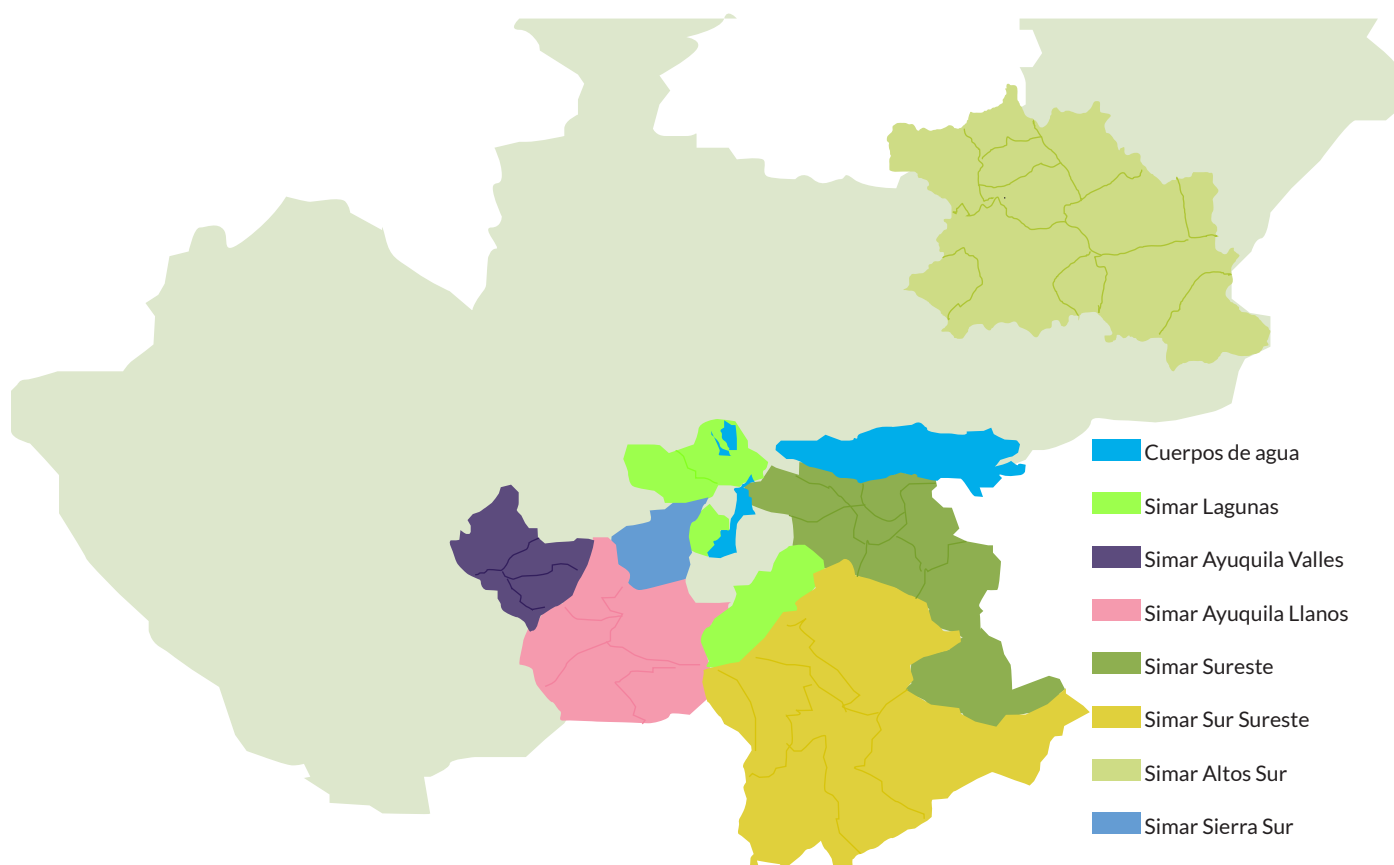 Cuerpos de agua
Simar Lagunas
Simar Ayuquila Valles
Simar Ayuquila Llanos
Simar Sureste
Simar Sur Sureste
Simar Altos Sur
Simar Sierra Sur